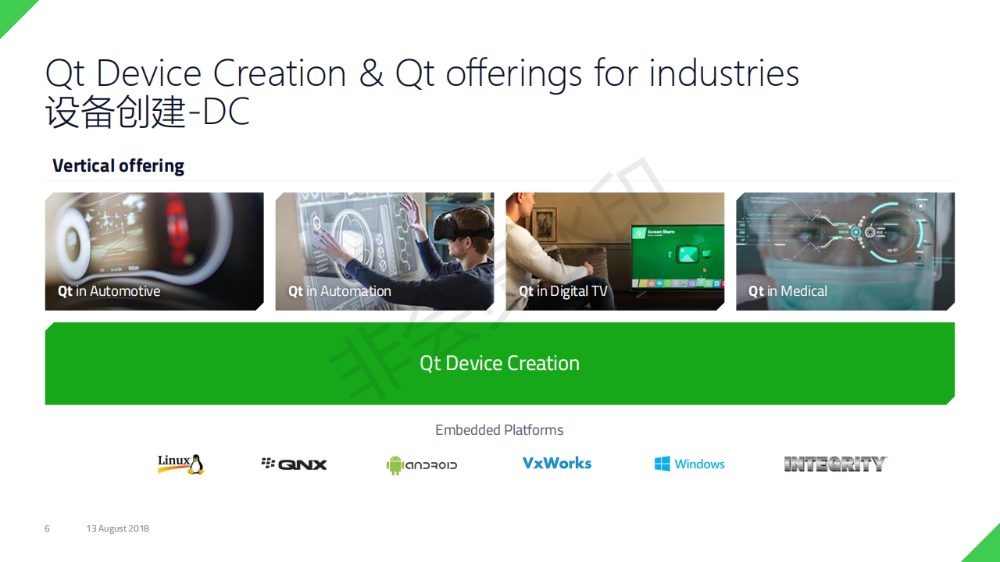 Qt Device Creation & Qt offerings for industries
设备创建-DC
Vertical offering
Qt in Automotive
Qt in Automation
Screen Share
Qt in Digital TV
Qt in Medical
Qt Device Creation
Embedded Platforms
Linux
QNX
ANDROID
VxWorks
Windows
INTEGRITY
6
13 August 2018